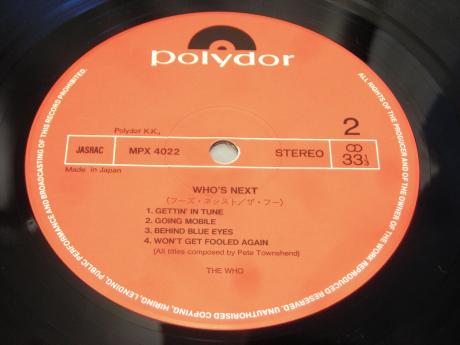 polydor
Polydor K.K.,
2
JASRAC MPX 4022 STEREO 33⅓
Made in Japan
WHO'S NEXT
(フーズ・ネクスト/ザ・フー)
1. GETTIN' IN TUNE
2. GOING MOBILE
3. BEHIND BLUE EYES
4. WON'T GET FOOLED AGAIN
(All titles composed by Pete Townshend)
THE WHO
ALL RIGHTS OF THE PRODUCER AND OF THE OWNER OF THE WORK REPRODUCED RESERVED. UNAUTHORISED COPYING, HIRING, LENDING, PUBLIC PERFORMANCE AND BROADCASTING OF THIS RECORD PROHIBITED.